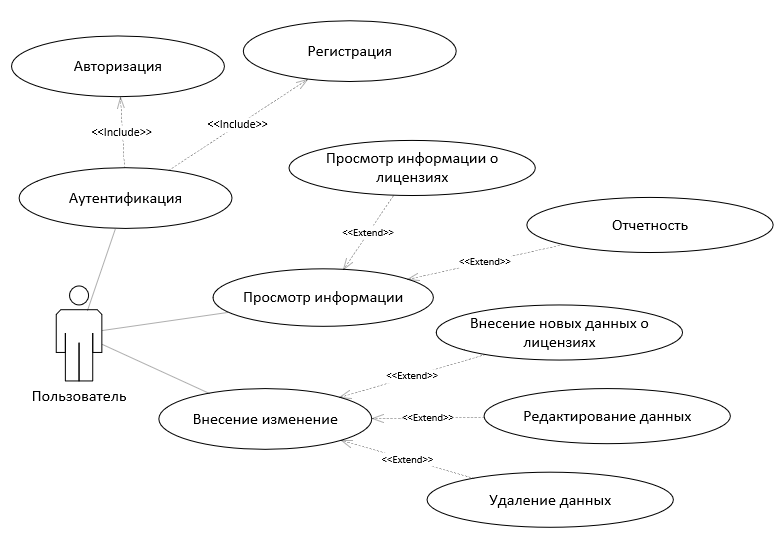 Регистрация
Авторизация
<<Include>>
<<Include>>
Просмотр информации о
лицензиях
Аутентификация
Отчетность
<<Extend>>
<<Extend>>
Просмотр информации
Внесение новых данных о
лицензиях
<<Extend>>
Пользователь
Внесение изменение
<<Extend>>
Редактирование данных
<<Extend>>
Удаление данных